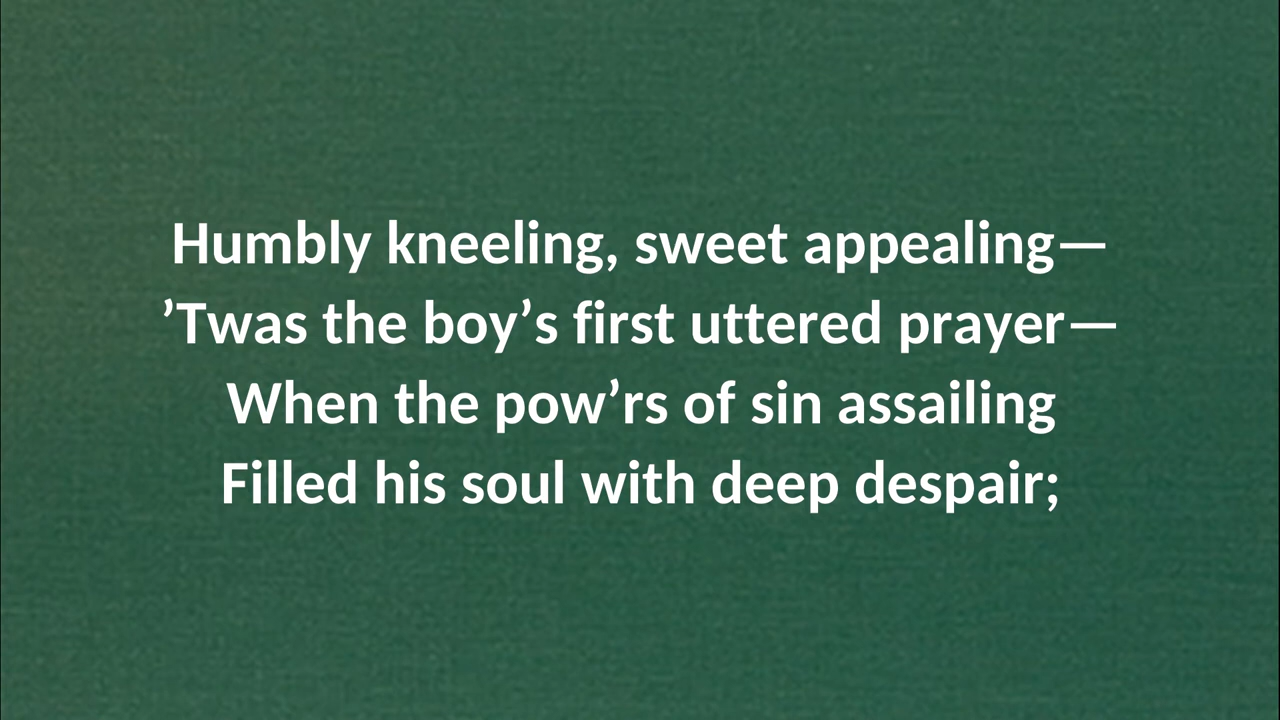 Humbly kneeling, sweet appealing—
’Twas the boy’s first uttered prayer—
When the pow’rs of sin assailing
Filled his soul with deep despair;